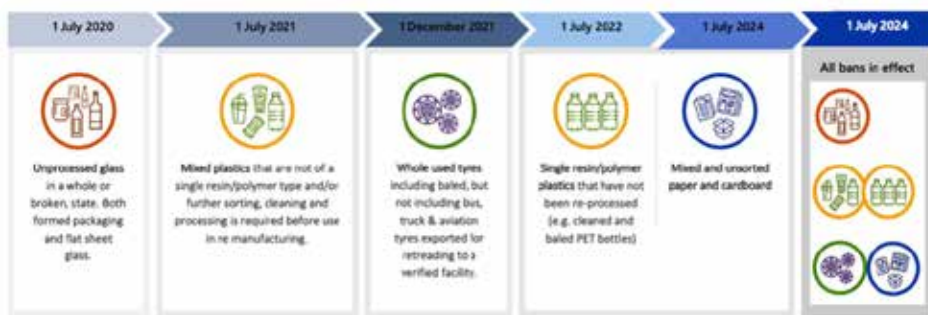 1 July 2020
1 July 2021
1 December 2021
1 July 2022
1 July 2024
1 July 2024
Unprocessed glass
in a whole or
broken, state. Both
formed packaging
and flat sheet
glass.
Mixed plastics that are not of a
single resin/polymer type and/or
further sorting, cleaning and
processing is required before use
in re manufacturing.
Whole used tyres
including baled, but
not including bus,
truck & aviation
tyres exported for
retreading to a
verified facility.
Single resin/polymer
plastics that have not
been re-processed
(e.g. cleaned and
baled PET bottles)
Mixed and unsorted
paper and cardboard
All bans in effect